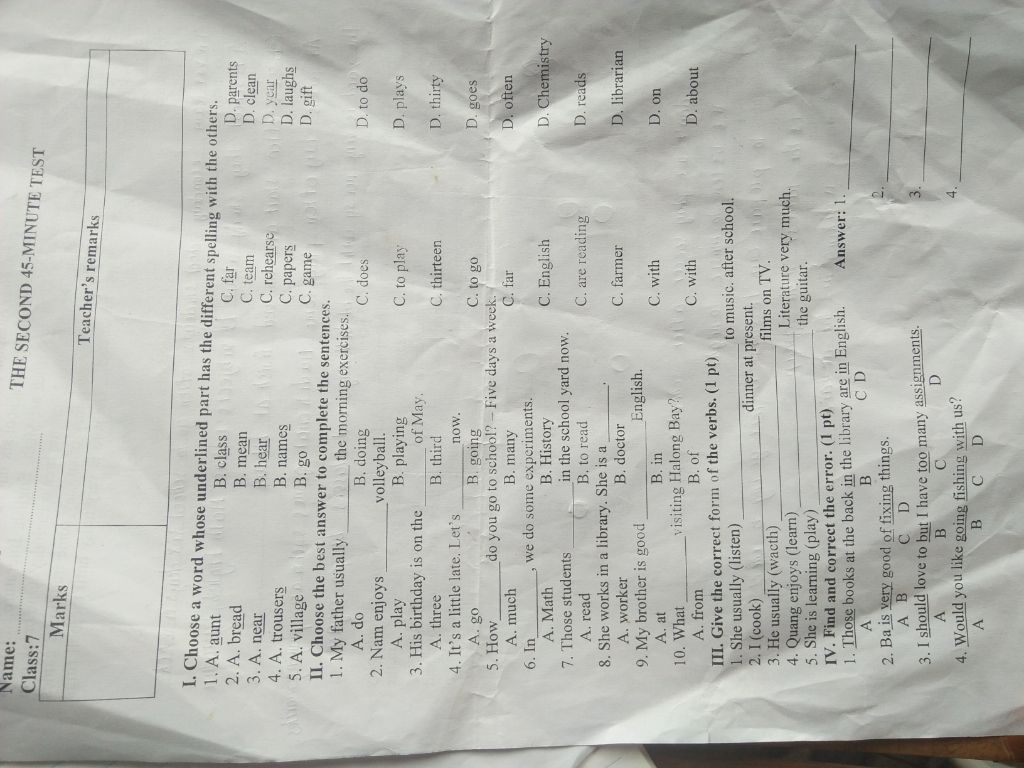 THE SECOND 45-MINUTE TEST
Name:
Class:7..............................................
Marks
Teacher's remarks
I. Choose a word whose underlined part has the different spelling with the others.
1. A. aunt B. class C. far D. parents
2. A. bread B. mean C. team D. clean
3. A. near B. hear C. rehearse D. year
4. A. trousers B. names C. papers D. laughs
5. A. village B. go C. game D. gift
II. Choose the best answer to complete the sentences.
1. My father usually ______ the morning exercises.
A. do B. doing C. does D. to do
2. Nam enjoys ________ volleyball.
A. play B. playing C. to play D. plays
3. His birthday is on the ________ of May.
A. three B. third C. thirteen D. thirty
4. It's a little late. Let's ________ now.
A. go B. going C. to go D. goes
5. How ______ do you go to school? – Five days a week.
A. much B. many C. far D. often
6. In ______, we do some experiments.
A. Math B. History C. English D. Chemistry
7. Those students ________ in the school yard now.
A. read B. to read C. are reading D. reads
8. She works in a library. She is a ______.
A. worker B. doctor C. farmer D. librarian
9. My brother is good ________ English.
A. at B. in C. with D. on
10. What ______ visiting Halong Bay?
A. from B. of C. with D. about
III. Give the correct form of the verbs. (1 pt)
1. She usually (listen) ______________ to music. after school.
2. I (cook) ______________ dinner at present.
3. He usually (wacth) ______________ films on TV.
4. Quang enjoys (learn) ______________ Literature very much.
5. She is learning (play) ______________ the guitar.
IV. Find and correct the error. (1 pt)
1. Those books at the back in the library are in English. Answer: 1. ______________
A B C D
2. Ba is very good of fixing things. 2. ______________
A B C D
3. I should love to but I have too many assignments. 3. ______________
A B C D
4. Would you like going fishing with us? 4. ______________
A B C D